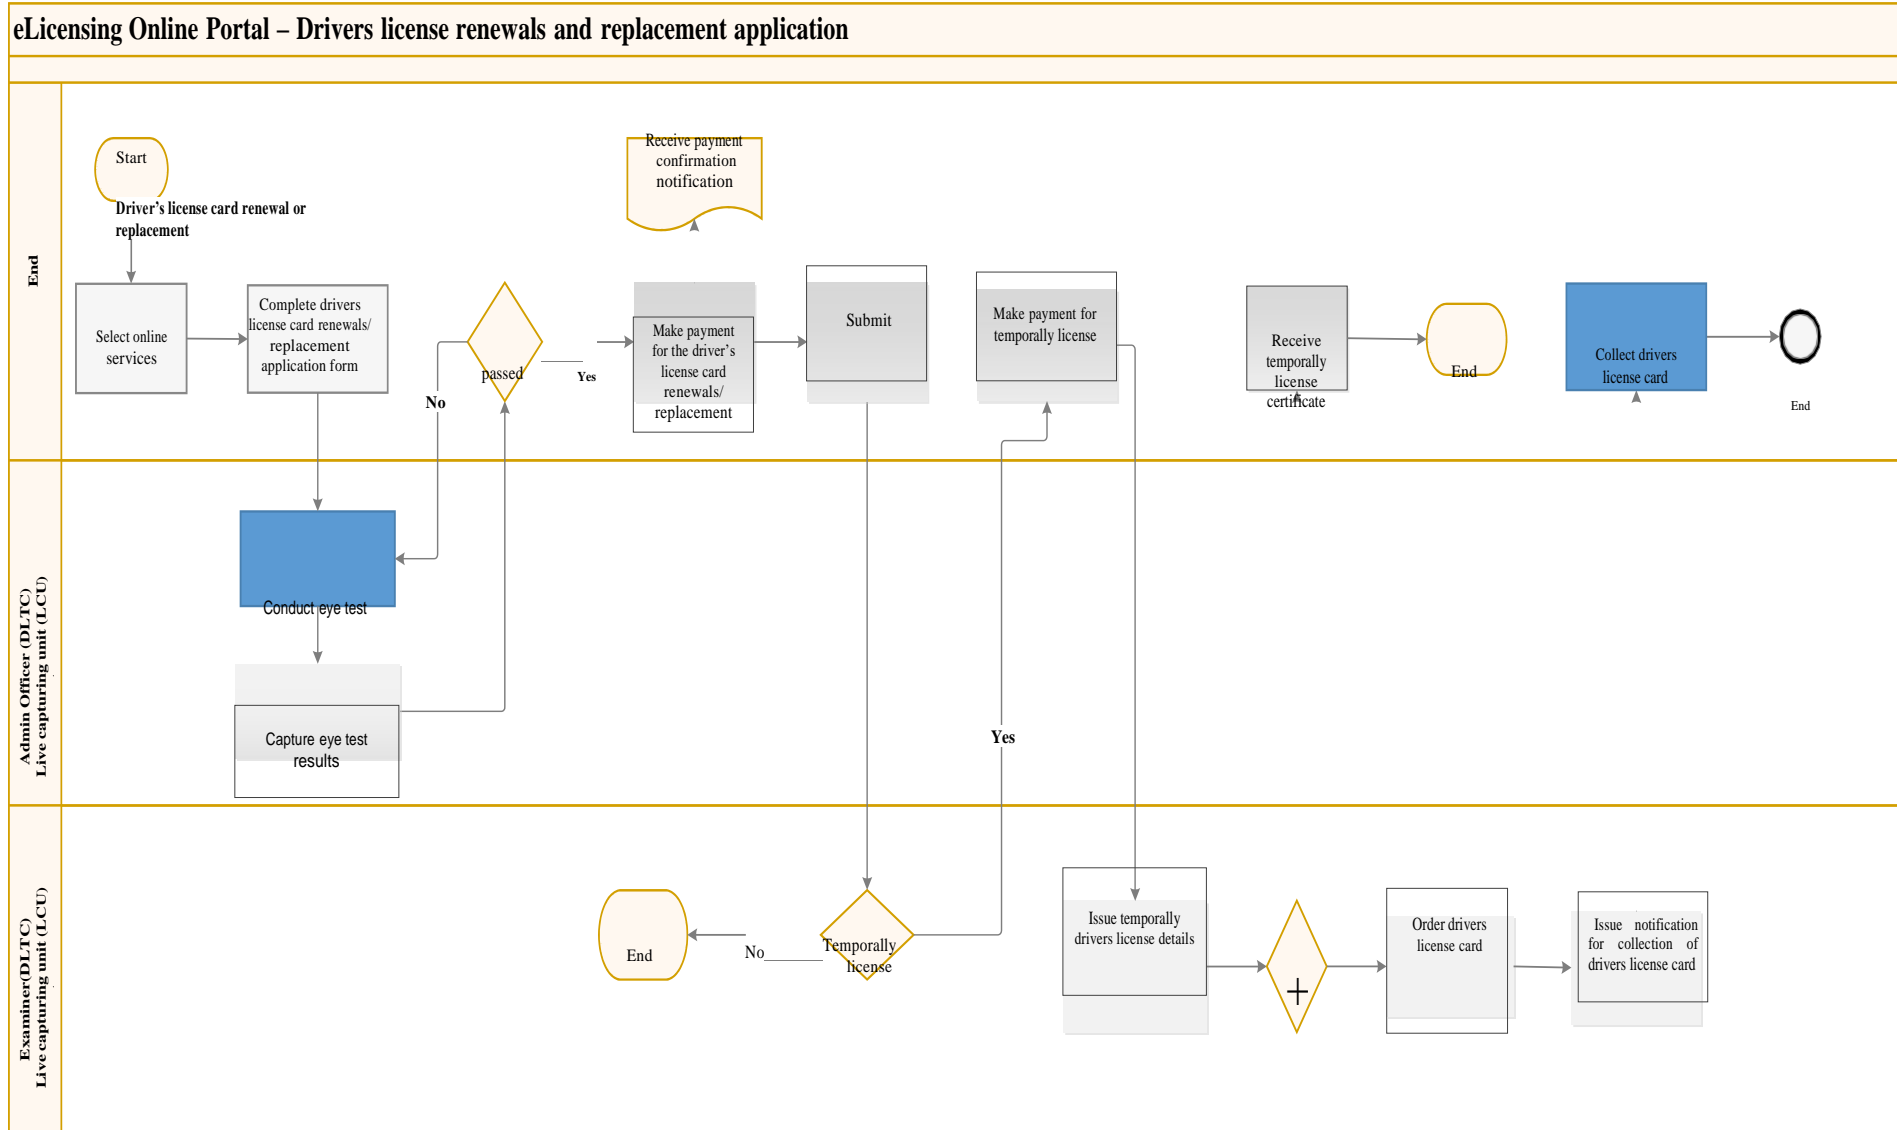 eLicensing Online Portal – Drivers license renewals and replacement application
End
Start
Driver's license card renewal or
replacement
Select online
services
Complete drivers
license card renewals/
replacement
application form
passed
No
Yes
Receive payment
confirmation
notification
Make payment
for the driver's
license card
renewals/
replacement
Submit
Make payment for
temporally license
Receive
temporally
license
certificate
End
Collect drivers
license card
End
Admin Officer (DLTC)
Live capturing unit (LCU)
Conduct eye test
Capture eye test
results
Yes
Examiner(DLTC)
Live capturing unit (LCU)
End
No
Temporally
license
Issue temporally
drivers license details
Order drivers
license card
Issue notification
for collection of
drivers license card